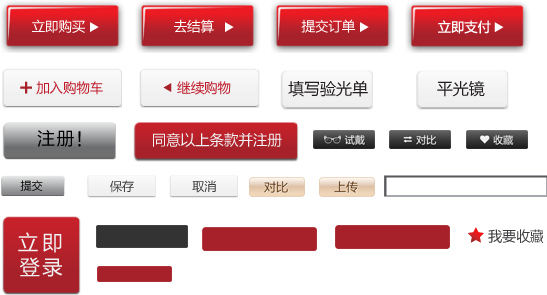 立即购买
去结算
提交订单
立即支付
加入购物车
继续购物
填写验光单
平光镜
注册！
同意以上条款并注册
试戴
对比
收藏
提交
保存
取消
对比
上传
立即
登录
我要收藏